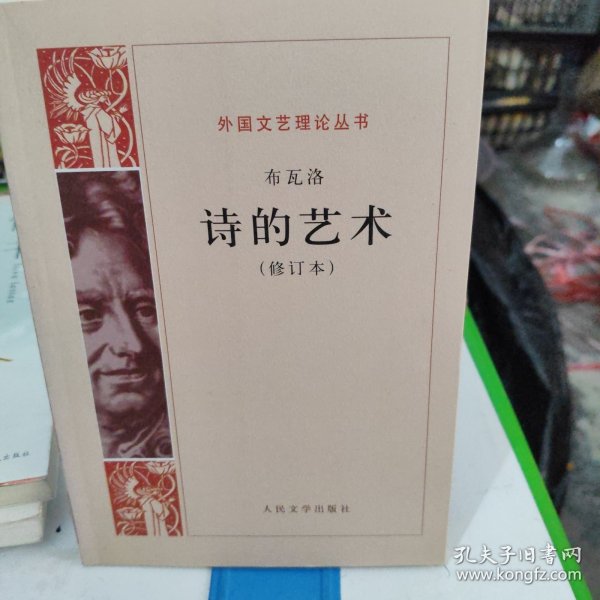 外国文艺理论丛书
布瓦洛
诗的艺术
(修订本)
人民文学出版社
孔夫子旧书网
www.kongfz.com